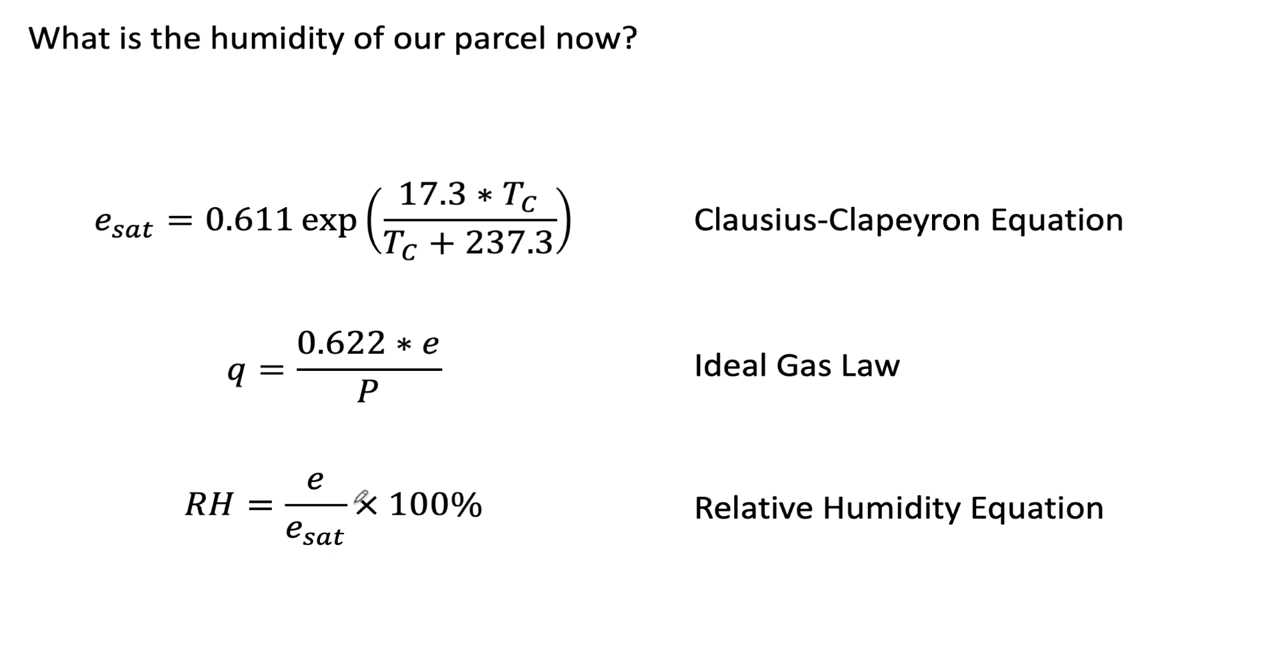 What is the humidity of our parcel now?
e_sat = 0.611 exp((17.3 * T_C) / (T_C + 237.3)) Clausius-Clapeyron Equation
q = (0.622 * e) / P Ideal Gas Law
RH = e / e_sat × 100% Relative Humidity Equation